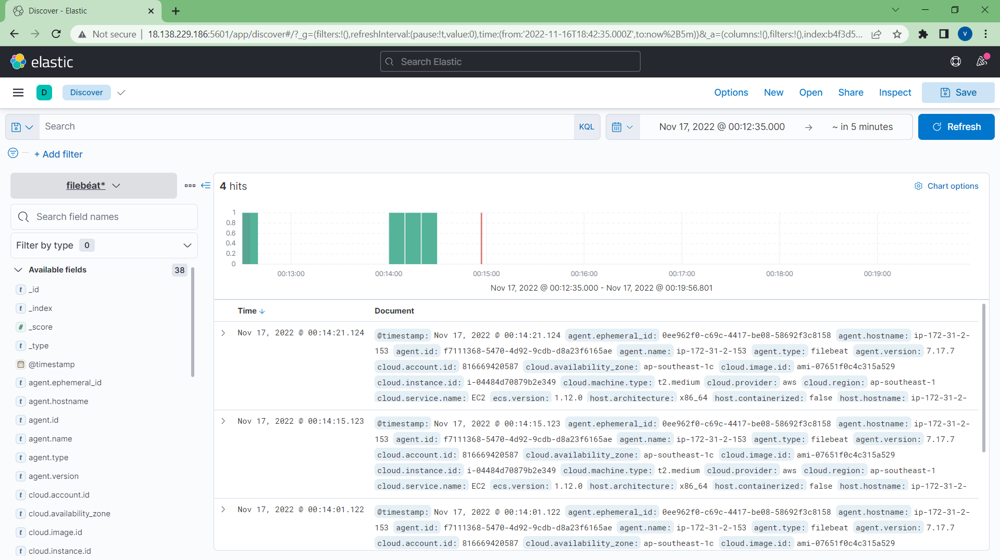 Discover - Elastic
Not secure | 18.138.229.186:5601/app/discover#/?_g=(filters:!(),refreshInterval:(pause:!t,value:0),time:(from:'2022-11-16T18:42:35.000Z',to:now%2B5m))&_a=(columns:!(),filters:!(),index:b4f3d5...
V
elastic
Search Elastic
D Discover Options New Open Share Inspect Save
Search KQL Nov 17, 2022 @ 00:12:35.000 → ~ in 5 minutes Refresh
+ Add filter
filebeat*
4 hits Chart options
Search field names
Filter by type 0
Available fields 38
t _id
t _index
# _score
t _type
@timestamp
t agent.ephemeral_id
t agent.hostname
t agent.id
t agent.name
t agent.type
t agent.version
t cloud.account.id
t cloud.availability_zone
t cloud.image.id
t cloud.instance.id
1
0.8
0.6
0.4
0.2
0
00:13:00 00:14:00 00:15:00 00:16:00 00:17:00 00:18:00 00:19:00
Nov 17, 2022 @ 00:12:35.000 - Nov 17, 2022 @ 00:19:56.801
Time Document
Nov 17, 2022 @ 00:14:21.124 @timestamp: Nov 17, 2022 @ 00:14:21.124 agent.ephemeral_id: 0ee962f0-c69c-4417-be08-58692f3c8158 agent.hostname: ip-172-31-2-
153 agent.id: f7111368-5470-4d92-9cdb-d8a23f6165ae agent.name: ip-172-31-2-153 agent.type: filebeat agent.version: 7.17.7
cloud.account.id: 816669420587 cloud.availability_zone: ap-southeast-1c cloud.image.id: ami-07651f0c4c315a529
cloud.instance.id: i-04484d70879b2e349 cloud.machine.type: t2.medium cloud.provider: aws cloud.region: ap-southeast-1
cloud.service.name: EC2 ecs.version: 1.12.0 host.architecture: x86_64 host.containerized: false host.hostname: ip-172-31-2-
Nov 17, 2022 @ 00:14:15.123 @timestamp: Nov 17, 2022 @ 00:14:15.123 agent.ephemeral_id: 0ee962f0-c69c-4417-be08-58692f3c8158 agent.hostname: ip-172-31-2-
153 agent.id: f7111368-5470-4d92-9cdb-d8a23f6165ae agent.name: ip-172-31-2-153 agent.type: filebeat agent.version: 7.17.7
cloud.account.id: 816669420587 cloud.availability_zone: ap-southeast-1c cloud.image.id: ami-07651f0c4c315a529
cloud.instance.id: i-04484d70879b2e349 cloud.machine.type: t2.medium cloud.provider: aws cloud.region: ap-southeast-1
cloud.service.name: EC2 ecs.version: 1.12.0 host.architecture: x86_64 host.containerized: false host.hostname: ip-172-31-2-
Nov 17, 2022 @ 00:14:01.122 @timestamp: Nov 17, 2022 @ 00:14:01.122 agent.ephemeral_id: 0ee962f0-c69c-4417-be08-58692f3c8158 agent.hostname: ip-172-31-2-
153 agent.id: f7111368-5470-4d92-9cdb-d8a23f6165ae agent.name: ip-172-31-2-153 agent.type: filebeat agent.version: 7.17.7
cloud.account.id: 816669420587 cloud.availability_zone: ap-southeast-1c cloud.image.id: ami-07651f0c4c315a529